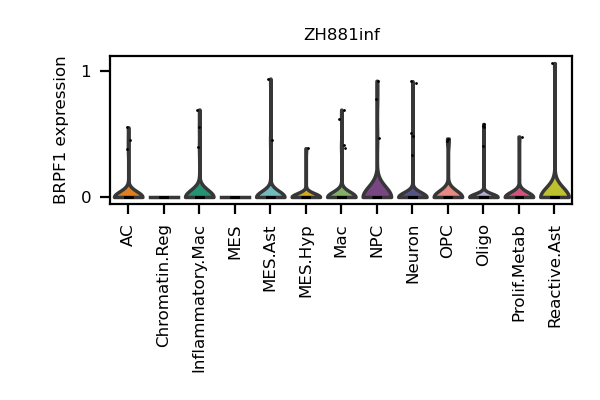 ZH881inf
BRPF1 expression
1
0
AC
Chromatin.Reg
Inflammatory.Mac
MES
MES.Ast
MES.Hyp
Mac
NPC
Neuron
OPC
Oligo
Prolif.Metab
Reactive.Ast